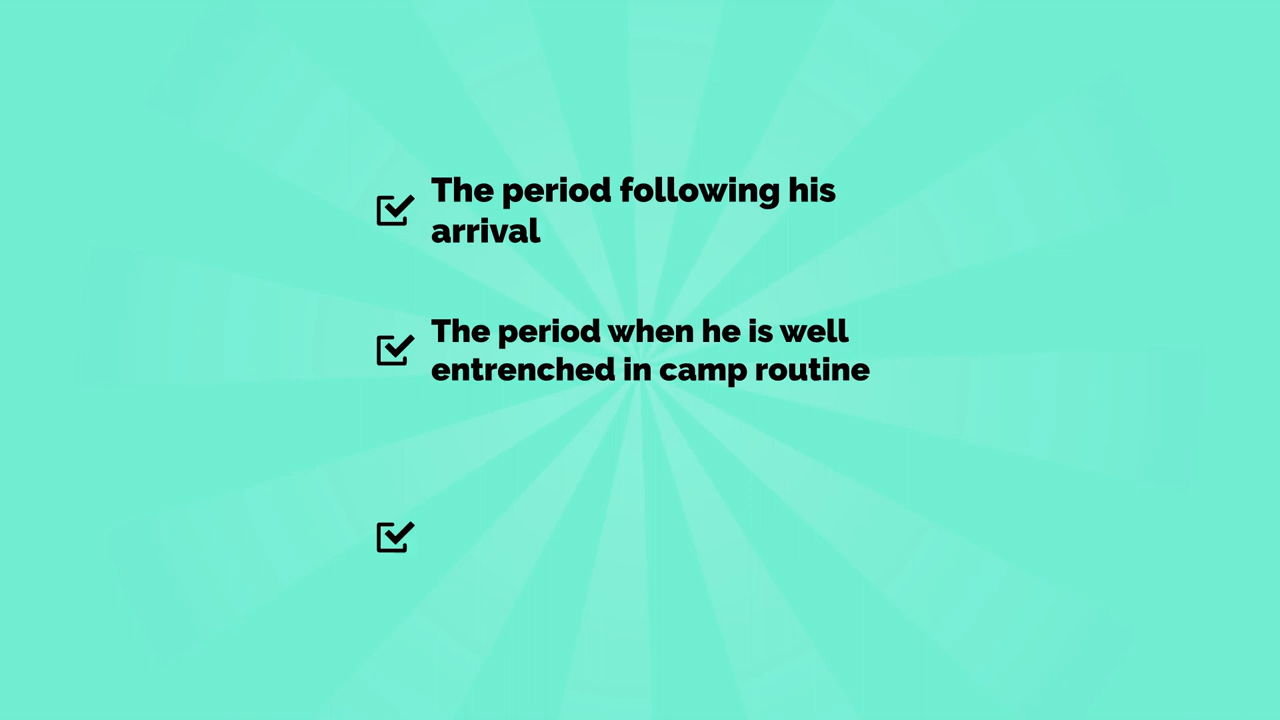 The period following his
arrival
The period when he is well
entrenched in camp routine